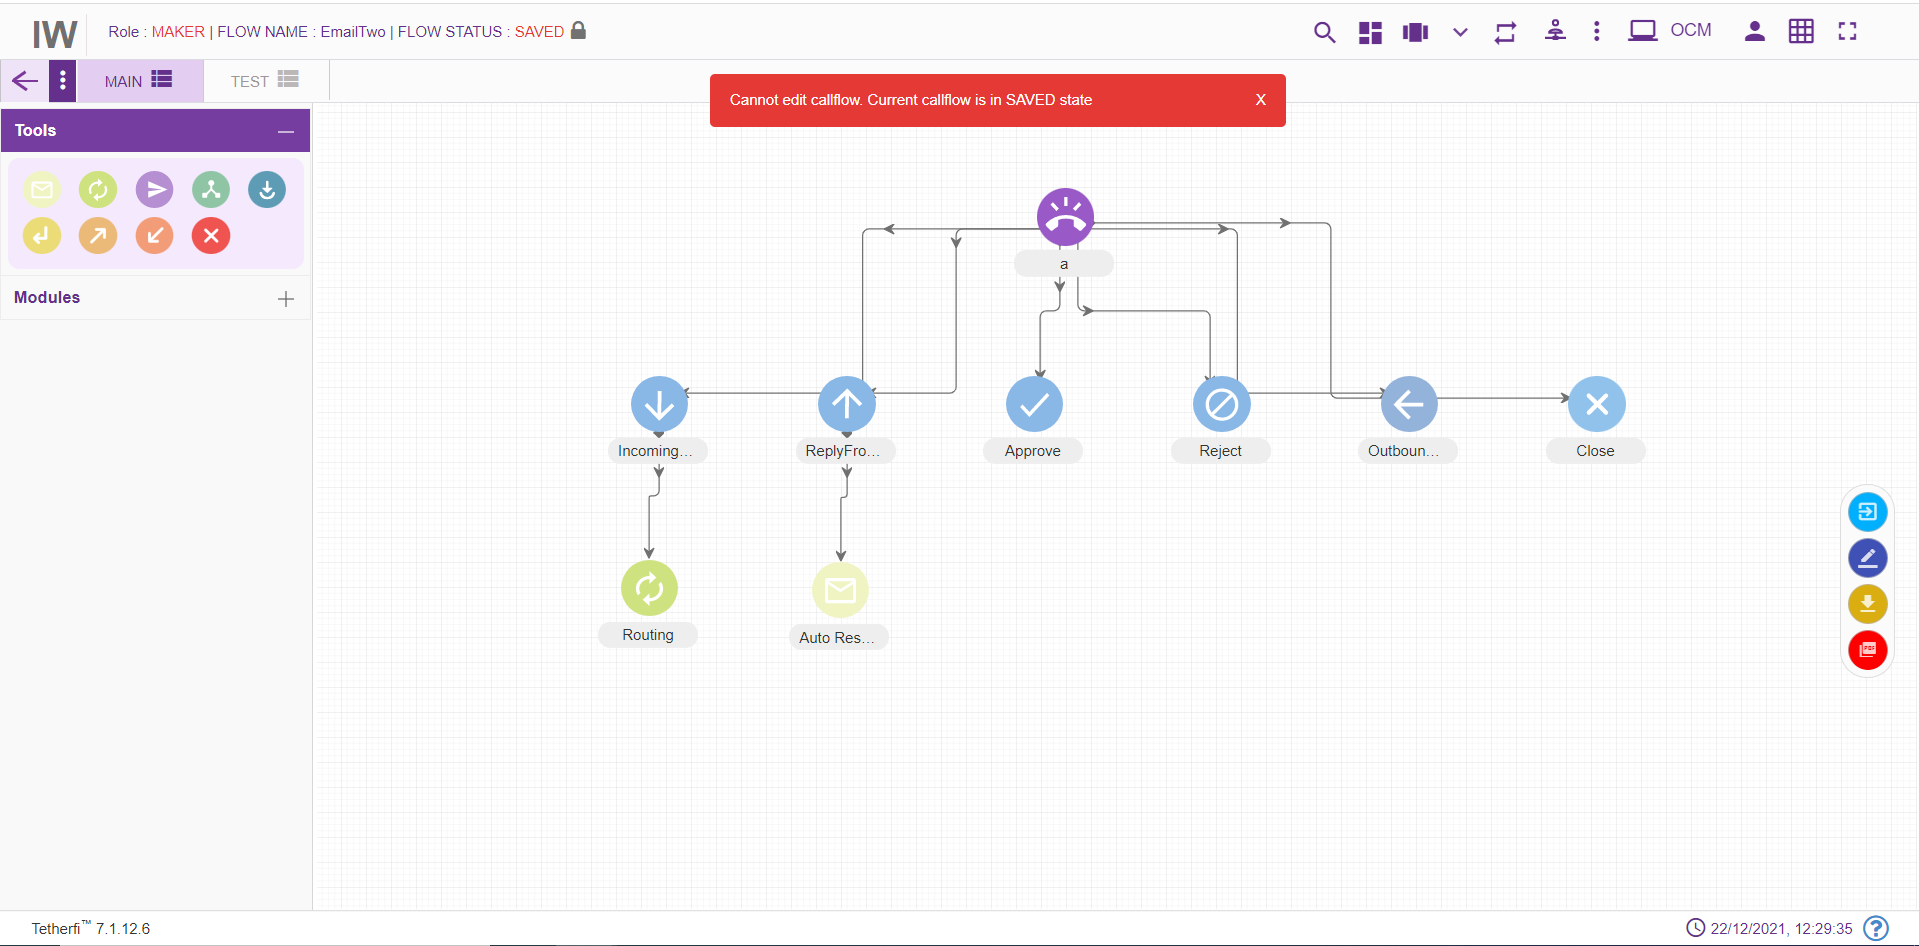 IW
Role : MAKER | FLOW NAME : EmailTwo | FLOW STATUS : SAVED
OCM
MAIN
TEST
Cannot edit callflow. Current callflow is in SAVED state X
Tools
Modules
a
Incoming...
ReplyFro...
Approve
Reject
Outboun...
Close
Routing
Auto Res...
PDF
Tetherfi™ 7.1.12.6
22/12/2021, 12:29:35
?